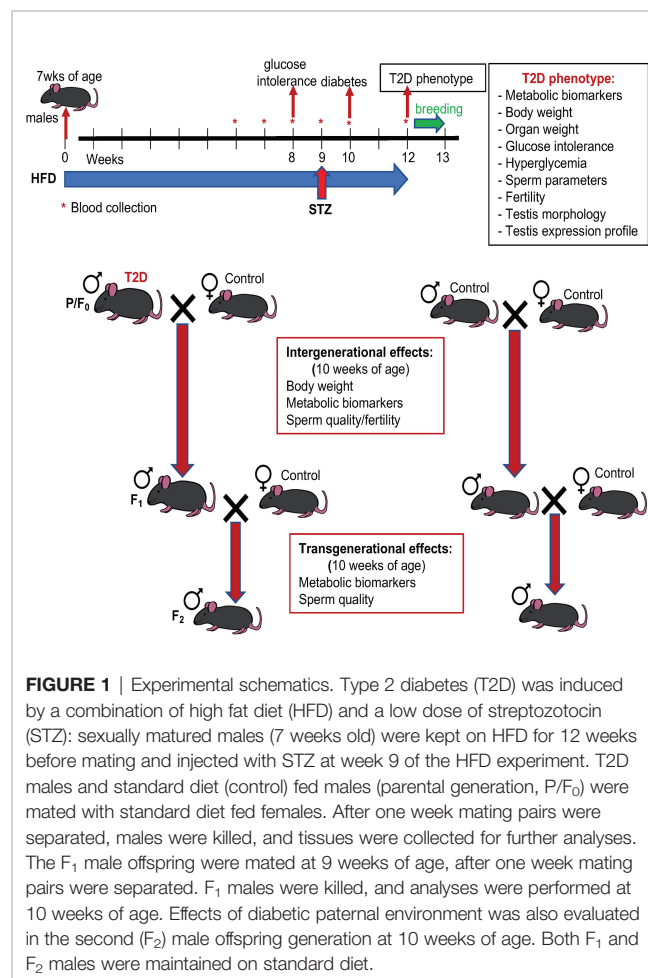 7wks of age
males
glucose
intolerance
diabetes
T2D phenotype
breeding
* * * * * *
0 Weeks 8 9 10 12 13
HFD
STZ
* Blood collection
T2D phenotype:
- Metabolic biomarkers
- Body weight
- Organ weight
- Glucose intolerance
- Hyperglycemia
- Sperm parameters
- Fertility
- Testis morphology
- Testis expression profile
♂ T2D ♀ Control
P/F₀
♂ Control ♀ Control
Intergenerational effects:
(10 weeks of age)
Body weight
Metabolic biomarkers
Sperm quality/fertility
♂ ♀ Control
F₁
♂ ♀ Control
Transgenerational effects:
(10 weeks of age)
Metabolic biomarkers
Sperm quality
♂
F₂
♂
FIGURE 1 | Experimental schematics. Type 2 diabetes (T2D) was induced
by a combination of high fat diet (HFD) and a low dose of streptozotocin
(STZ): sexually matured males (7 weeks old) were kept on HFD for 12 weeks
before mating and injected with STZ at week 9 of the HFD experiment. T2D
males and standard diet (control) fed males (parental generation, P/F₀) were
mated with standard diet fed females. After one week mating pairs were
separated, males were killed, and tissues were collected for further analyses.
The F₁ male offspring were mated at 9 weeks of age, after one week mating
pairs were separated. F₁ males were killed, and analyses were performed at
10 weeks of age. Effects of diabetic paternal environment was also evaluated
in the second (F₂) male offspring generation at 10 weeks of age. Both F₁ and
F₂ males were maintained on standard diet.